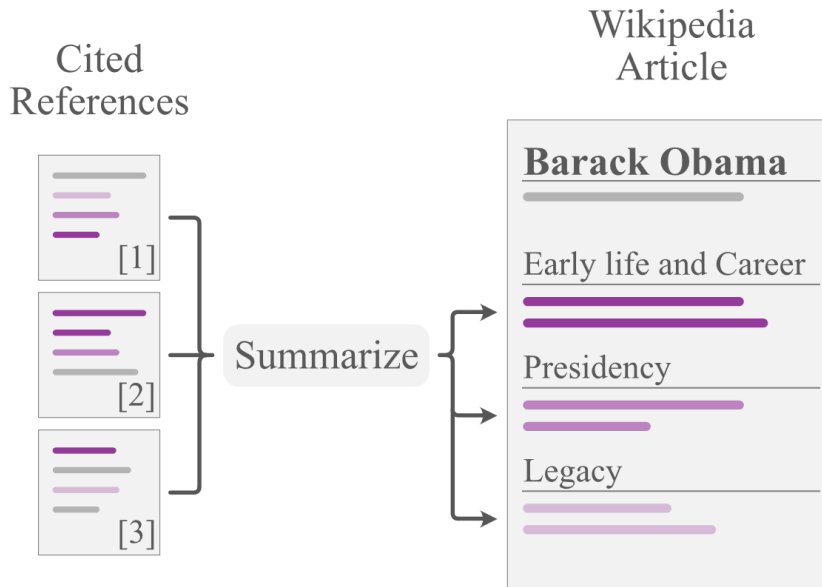 Cited
References
[1]
[2]
[3]
Summarize
Wikipedia
Article
Barack Obama
Early life and Career
Presidency
Legacy